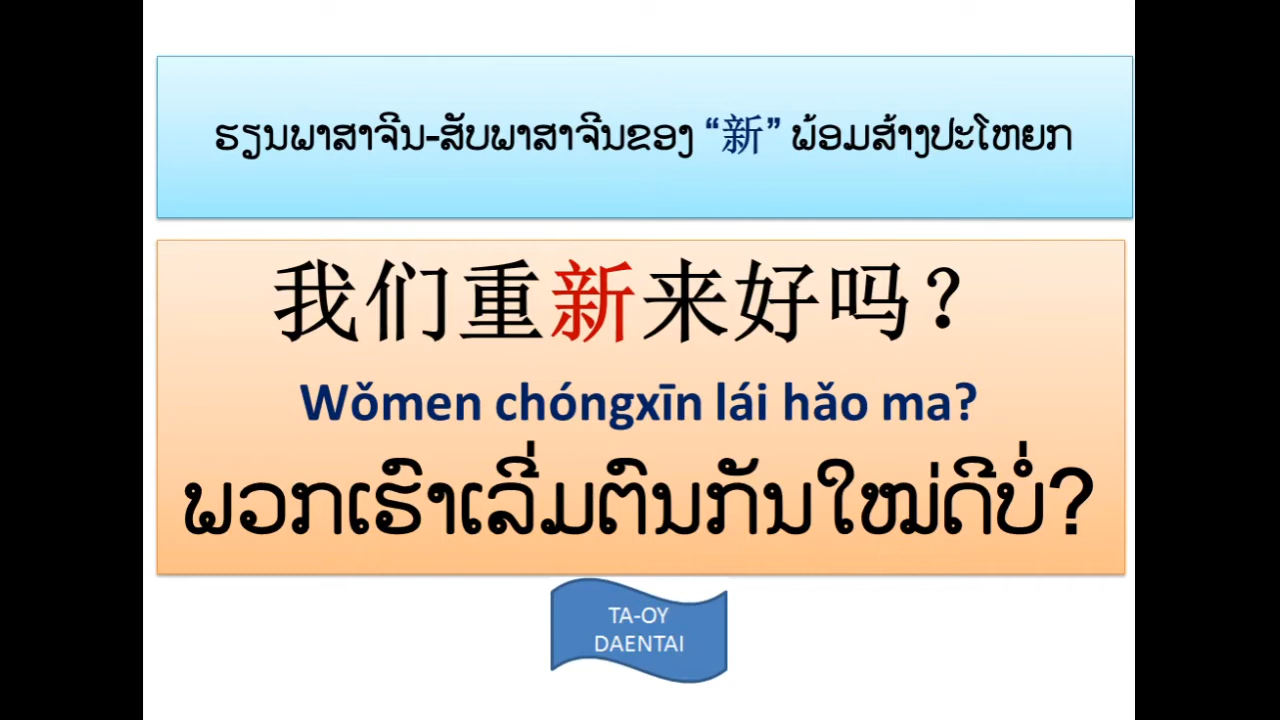 ຮຽນພາສາຈີນ-ສັບພາສາຈີນຂອງ “新” ພ້ອມສ້າງປະໂຫຍກ
我们重新来好吗？
Wǒmen chóngxīn lái hǎo ma?
ພວກເຮົາເລີ່ມຕົນກັນໃໝ່ດີບໍ່?
TA-OY
DAENTAI